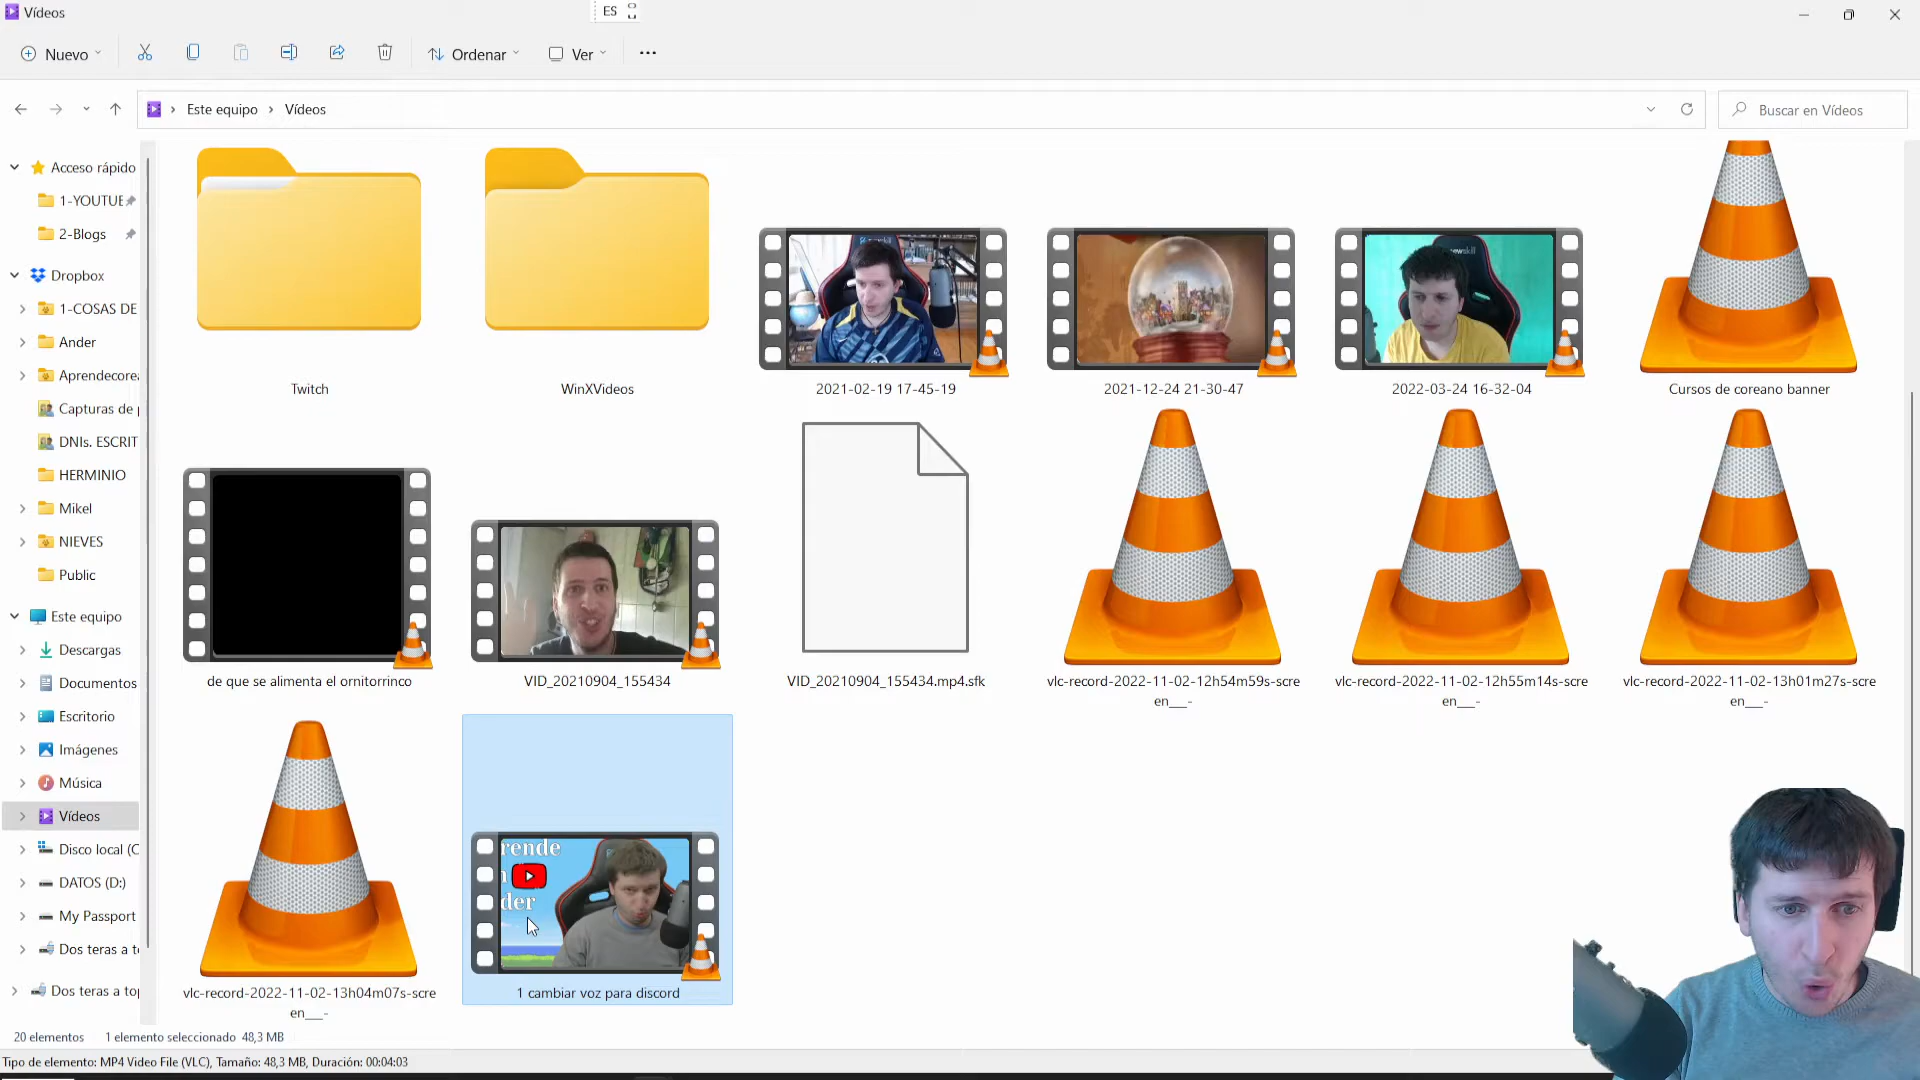 Vídeos
ES
Nuevo
Ordenar
Ver
Este equipo > Vídeos
Buscar en Vídeos
Acceso rápido
1-YOUTUE
2-Blogs
Dropbox
1-COSAS DE
Ander
Aprendecorea
Capturas de p
DNIs. ESCRIT
HERMINIO
Mikel
NIEVES
Public
Este equipo
Descargas
Documentos
Escritorio
Imágenes
Música
Vídeos
Disco local (C
DATOS (D:)
My Passport
Dos teras a to
Dos teras a top
Twitch
WinXVideos
2021-02-19 17-45-19
2021-12-24 21-30-47
2022-03-24 16-32-04
Cursos de coreano banner
de que se alimenta el ornitorrinco
VID_20210904_155434
VID_20210904_155434.mp4.sfk
vlc-record-2022-11-02-12h54m59s-scre
en___-
vlc-record-2022-11-02-12h55m14s-scre
en___-
vlc-record-2022-11-02-13h01m27s-scre
en___-
vlc-record-2022-11-02-13h04m07s-scre
en___-
rende
der
1 cambiar voz para discord
20 elementos
1 elemento seleccionado 48,3 MB
Tipo de elemento: MP4 Video File (VLC), Tamaño: 48,3 MB, Duración: 00:04:03